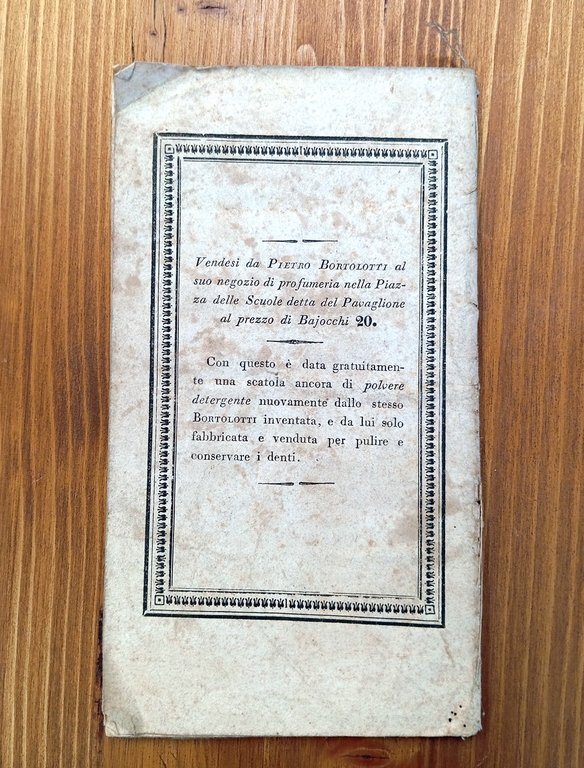 Vendesi da PIETRO BORTOLOTTI al
suo negozio di profumeria nella Piaz-
za delle Scuole detta del Pavaglione
al prezzo di Bajocchi 20.
Con questo è data gratuitamen-
te una scatola ancora di polvere
detergente nuovamente dallo stesso
BORTOLOTTI inventata, e da lui solo
fabbricata e venduta per pulire e
conservare i denti.